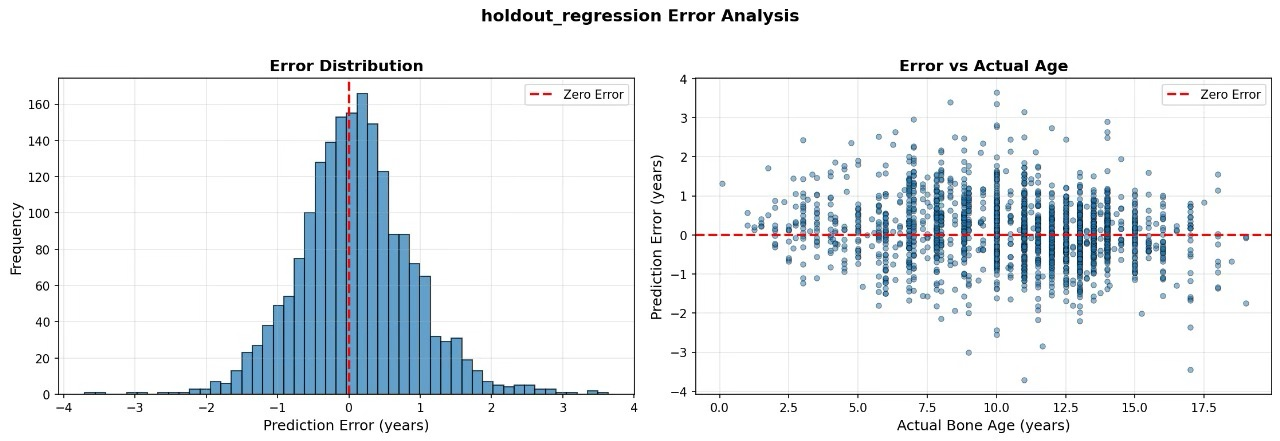 holdout_regression Error Analysis
Error Distribution
Zero Error
Frequency
160
140
120
100
80
60
40
20
0
−4 −3 −2 −1 0 1 2 3 4
Prediction Error (years)
Error vs Actual Age
Zero Error
Prediction Error (years)
4
3
2
1
0
−1
−2
−3
−4
0.0 2.5 5.0 7.5 10.0 12.5 15.0 17.5
Actual Bone Age (years)